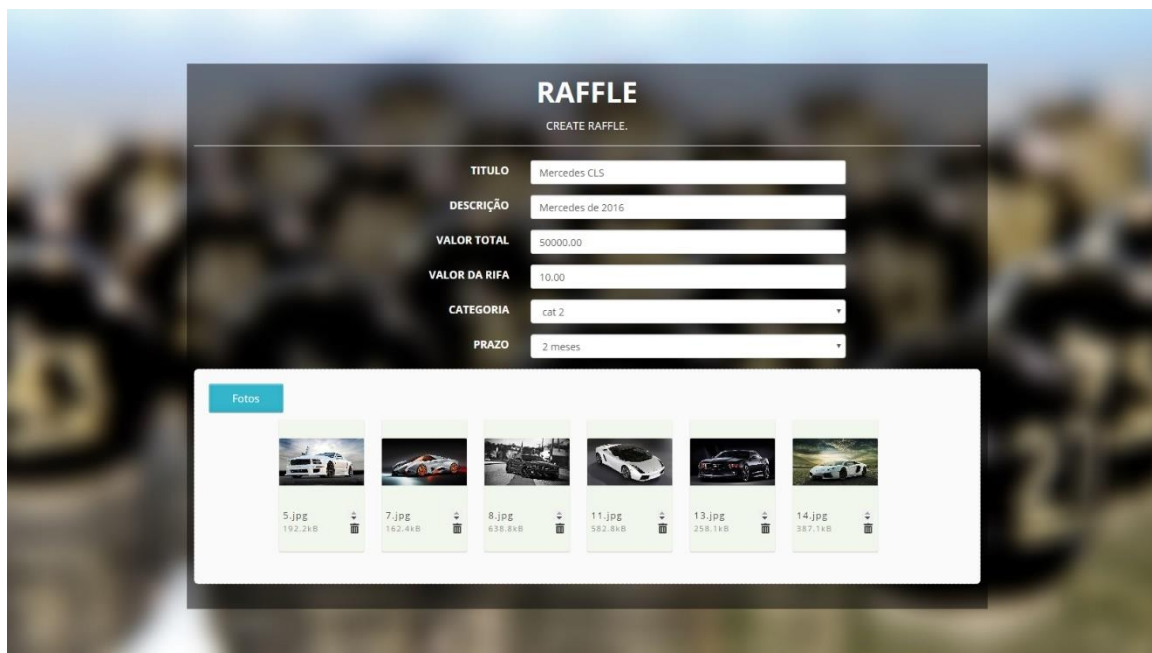 RAFFLE
CREATE RAFFLE.
TITULO Mercedes CLS
DESCRIÇÃO Mercedes de 2016
VALOR TOTAL 50000.00
VALOR DA RIFA 10.00
CATEGORIA cat 2
PRAZO 2 meses
Fotos
5.jpg 7.jpg 8.jpg 11.jpg 13.jpg 14.jpg
192.2kB 162.4kB 638.8kB 582.8kB 258.1kB 387.1kB